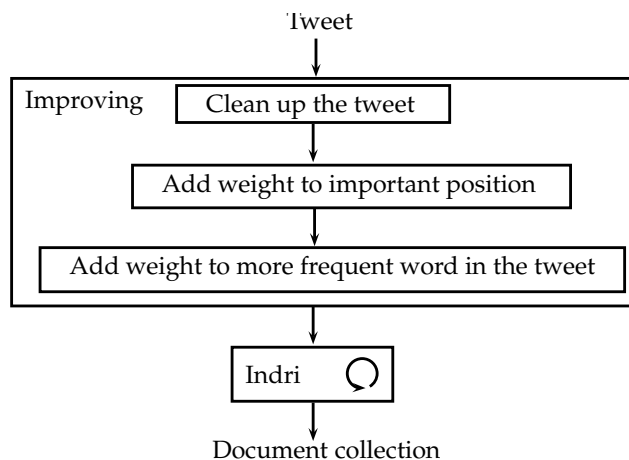 Tweet
Improving
Clean up the tweet
Add weight to important position
Add weight to more frequent word in the tweet
Indri
Document collection